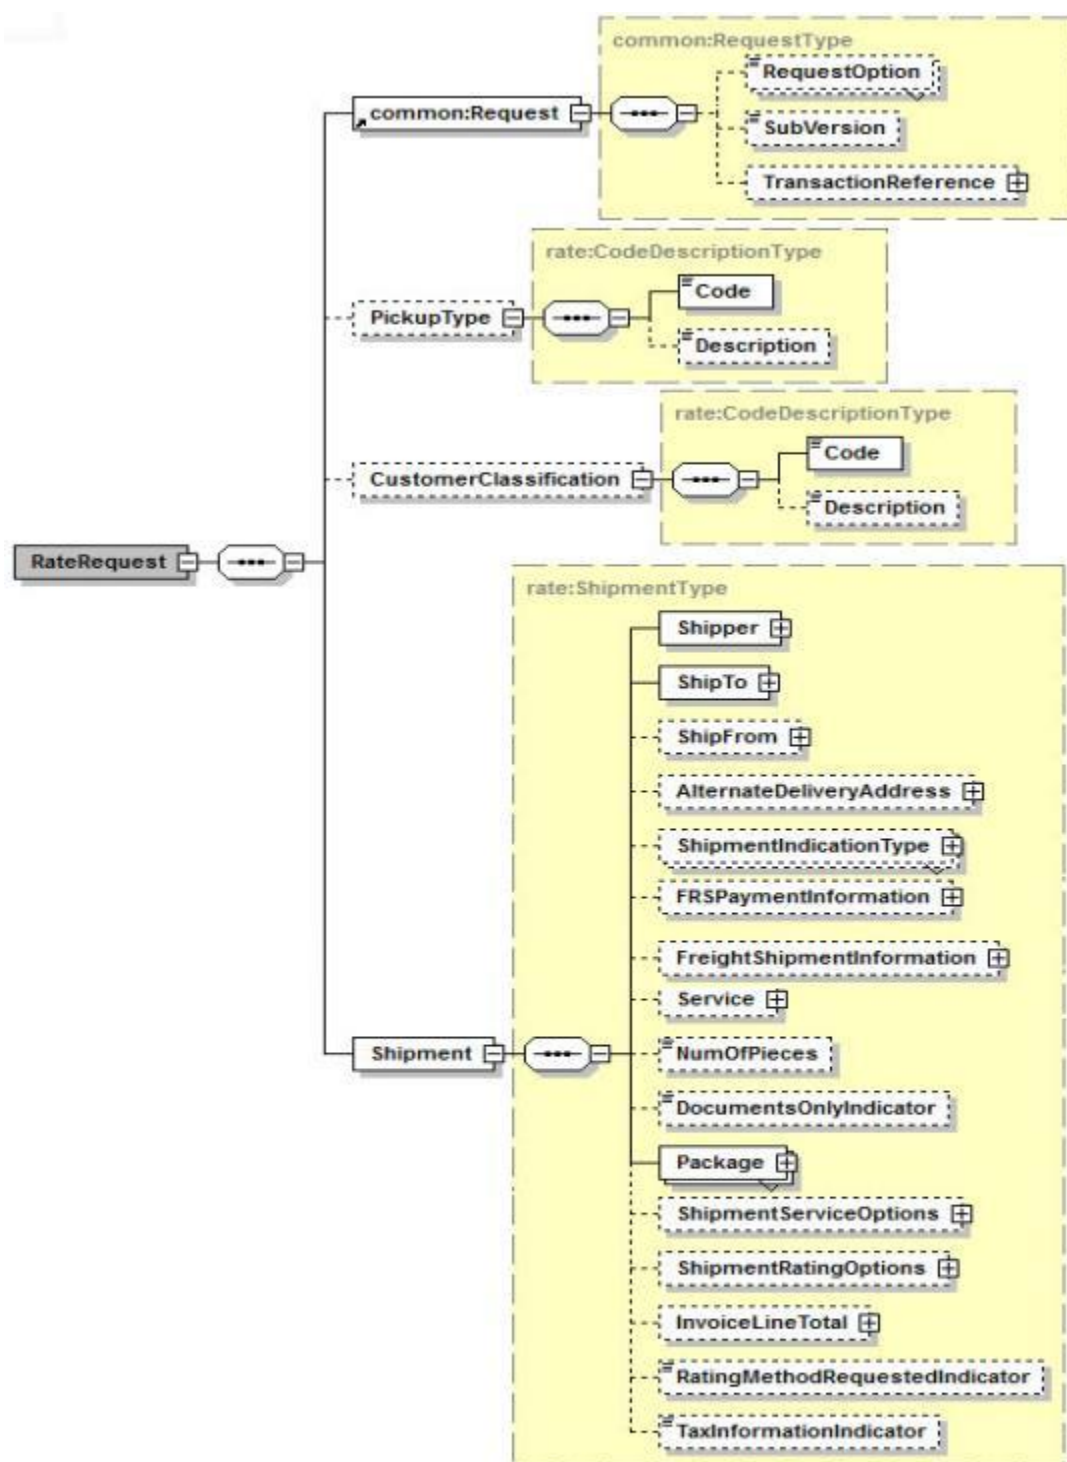 common:RequestType
RequestOption
common:Request
SubVersion
TransactionReference
rate:CodeDescriptionType
Code
PickupType
Description
rate:CodeDescriptionType
Code
CustomerClassification
Description
RateRequest
rate:ShipmentType
Shipper
ShipTo
ShipFrom
AlternateDeliveryAddress
ShipmentIndicationType
FRSPaymentInformation
FreightShipmentInformation
Service
Shipment
NumOfPieces
DocumentsOnlyIndicator
Package
ShipmentServiceOptions
ShipmentRatingOptions
InvoiceLineTotal
RatingMethodRequestedIndicator
TaxInformationIndicator